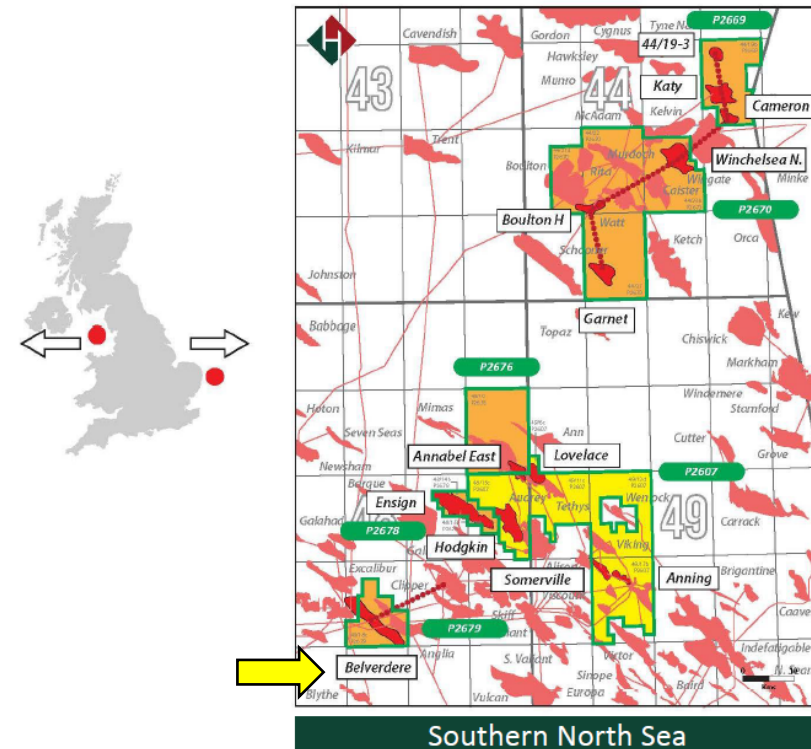 P2669
Cavendish
Gordon
Cygnus
Tyne N
44/19-3
Hawksley
43
44
Munro
Katy
McAdam
Kelvin
Cameron
Kilmar
Trent
Boulton
Murdoch
Rita
Winchelsea N.
Wingate
Minke
Caister
P2670
Boulton H
Watt
Schooner
Ketch
Orca
Johnston
Garnet
Babbage
Topaz
Kew
Chiswick
Markham
P2676
Windermere
Hoton
Mimas
Ann
Stamford
Seven Seas
Cutter
Annabel East
Lovelace
Grove
Newsham
P2607
Barque
Ensign
Audrey
Tethys
Wenlock
49
Galahad
Carrack
P2678
Hodgkin
Viking
Excalibur
Alison
Clipper
Somerville
Anning
Brigantine
Viscount
Caave
Skiff
P2679
Anglia
Victor
Indefatigable
Belverdere
S. Valiant
N. Sean
Sinope
Baird
Blythe
Vulcan
Europa
Southern North Sea